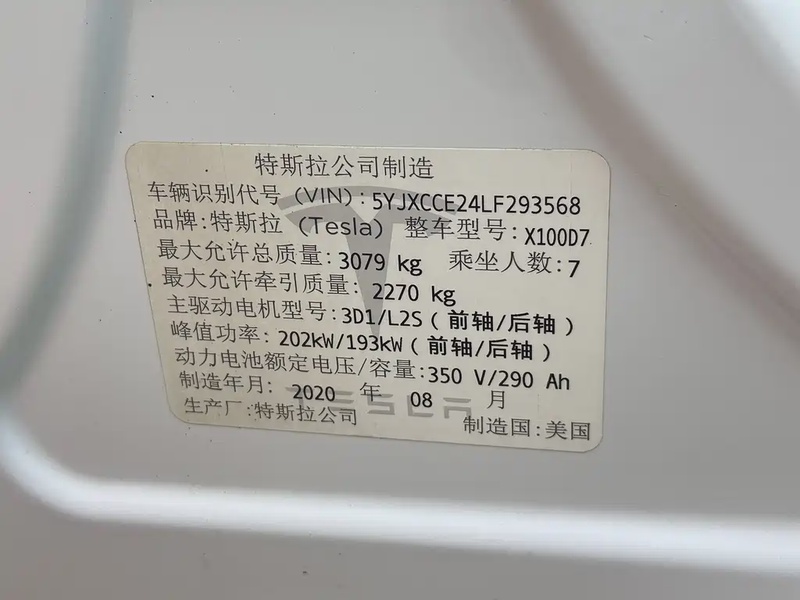 特斯拉公司制造
车辆识别代号 (VIN): 5YJXCCE24LF293568
品牌: 特斯拉 (Tesla) 整车型号: X100D7
最大允许总质量: 3079 kg 乘坐人数: 7
最大允许牵引质量: 2270 kg
主驱动电机型号: 3D1/L2S (前轴/后轴)
峰值功率: 202kW/193kW (前轴/后轴)
动力电池额定电压/容量: 350 V/290 Ah
制造年月: 2020 年 08 月
TESLA
生产厂: 特斯拉公司 制造国: 美国